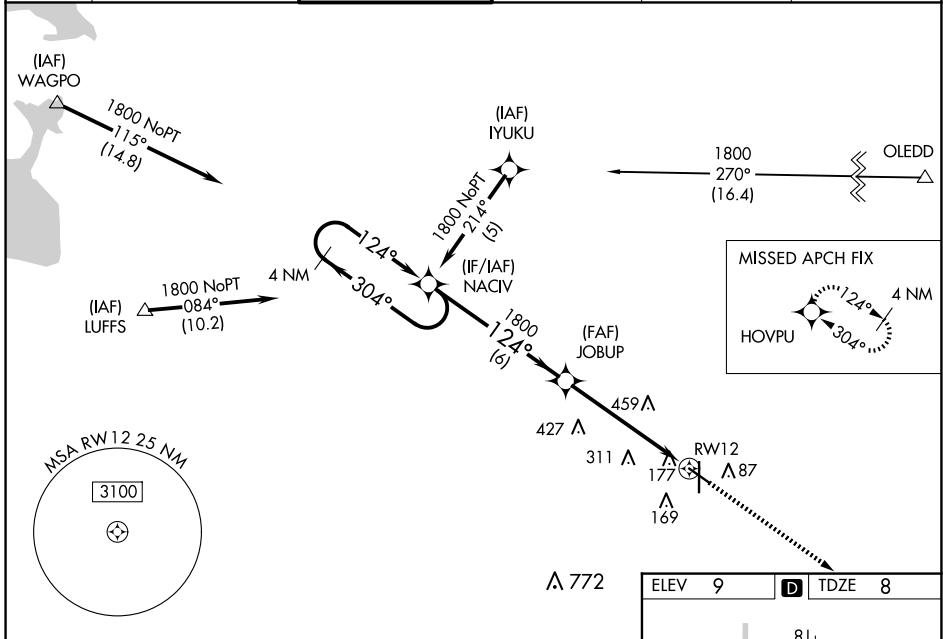 (IAF)
WAGPO
1800 NoPT
115°
(14.8)
(IAF)
IYUKU
1800 NoPT
214°
(5)
1800
270°
(16.4)
OLEDD
124°
304°
4 NM
(IF/IAF)
NACIV
(IAF)
LUFFS
1800 NoPT
084°
(10.2)
1800
124°
(6)
(FAF)
JOBUP
MISSED APCH FIX
124°
4 NM
HOVPU
304°
459
427
311
177
RW12
87
169
MSA RW12 25 NM
3100
772
ELEV 9
D
TDZE 8